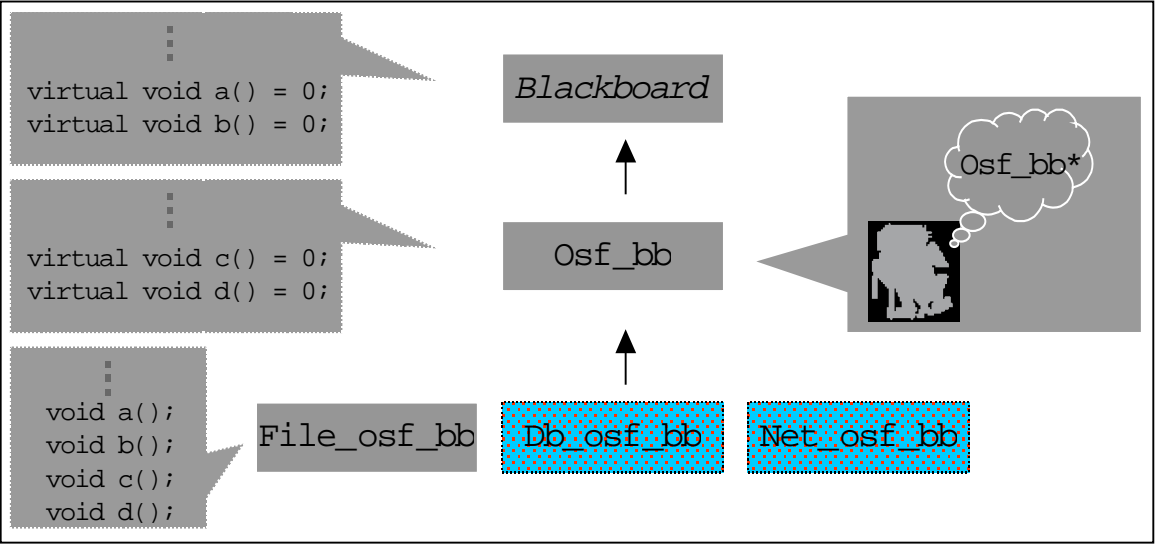 virtual void a() = 0;
virtual void b() = 0;
Blackboard
Osf_bb*
virtual void c() = 0;
virtual void d() = 0;
Osf_bb
void a();
void b();
void c();
void d();
File_osf_bb
Db_osf_bb
Net_osf_bb